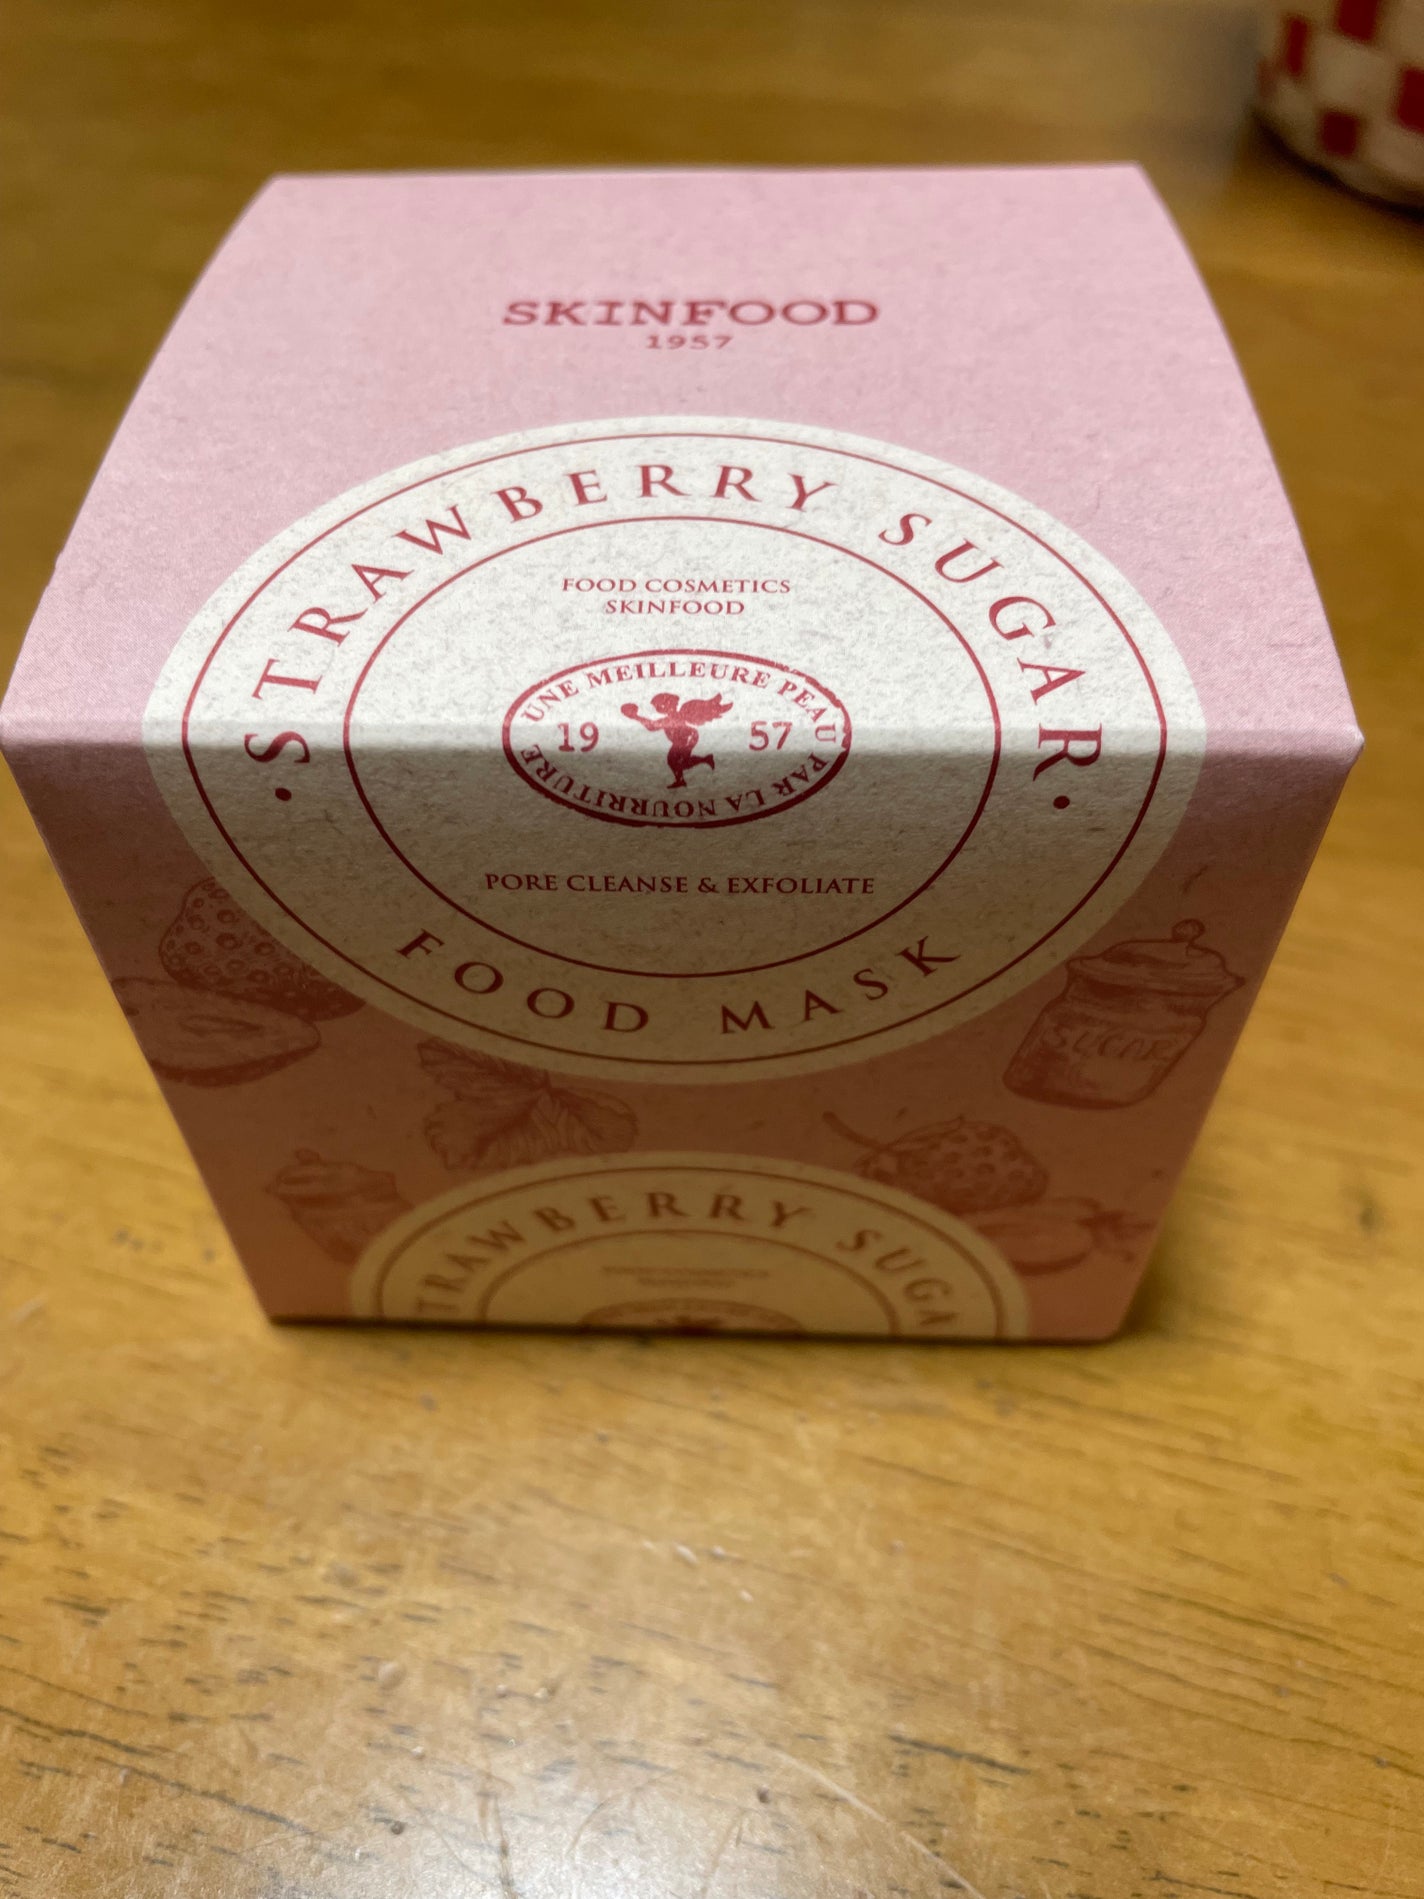 SKINFOOD
1957
STRAWBERRY SUGAR
FOOD COSMETICS
SKINFOOD
UNE MEILLEURE PEAU PAR LA NOURRITURE
19 57
PORE CLEANSE & EXFOLIATE
FOOD MASK
SUGAR
TRAWBERRY SUGA